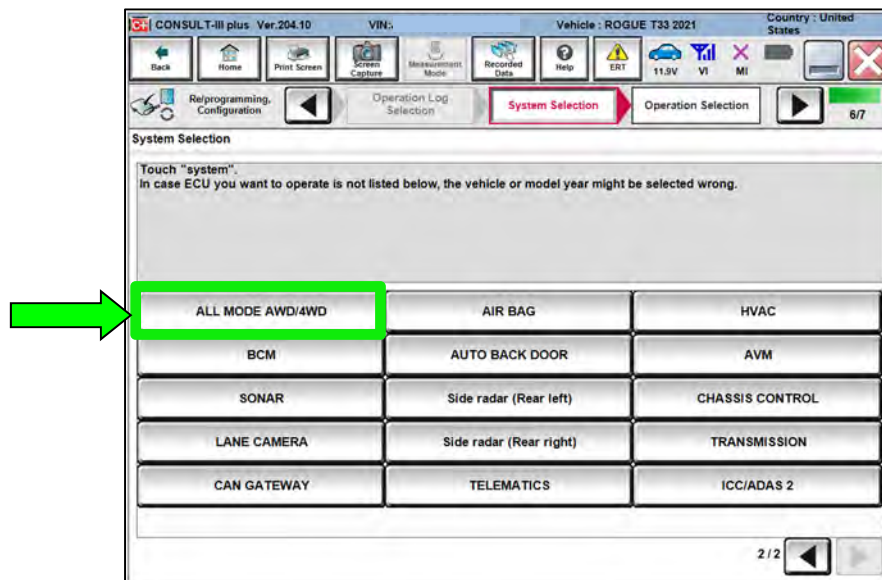 C+ CONSULT-III plus Ver.204.10 VIN: Vehicle : ROGUE T33 2021 Country : United States
Back Home Print Screen Screen Capture Measurement Mode Recorded Data Help ERT 11.9V VI MI
Re/programming, Configuration Operation Log Selection System Selection Operation Selection 6/7
System Selection
Touch "system".
In case ECU you want to operate is not listed below, the vehicle or model year might be selected wrong.
ALL MODE AWD/4WD AIR BAG HVAC
BCM AUTO BACK DOOR AVM
SONAR Side radar (Rear left) CHASSIS CONTROL
LANE CAMERA Side radar (Rear right) TRANSMISSION
CAN GATEWAY TELEMATICS ICC/ADAS 2
2/2